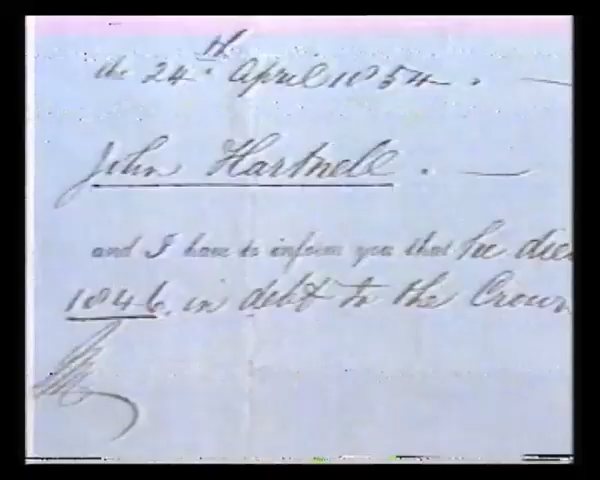 the 24th. April 1854. —
John Hartnell. —
and I have to inform you that he die
1846, in debt to the Crown